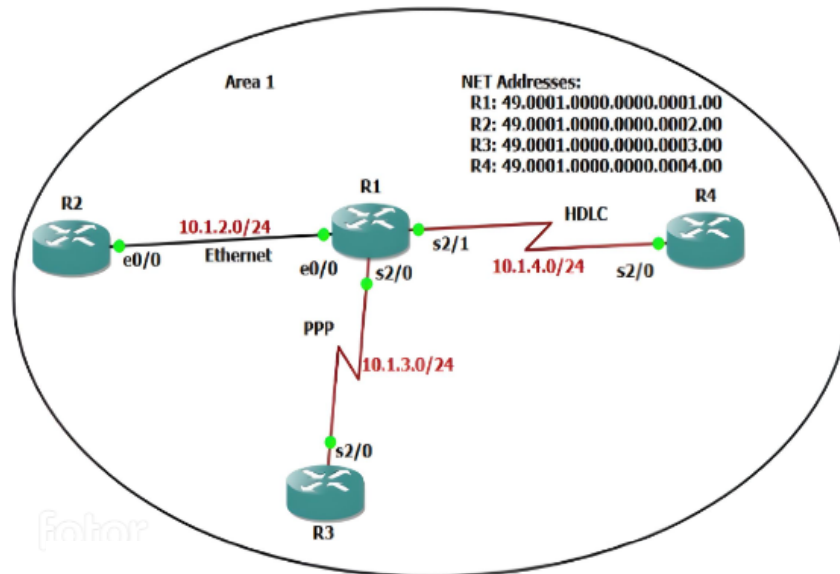 Area 1
NET Addresses:
R1: 49.0001.0000.0000.0001.00
R2: 49.0001.0000.0000.0002.00
R3: 49.0001.0000.0000.0003.00
R4: 49.0001.0000.0000.0004.00
R2
R1
R4
10.1.2.0/24
HDLC
e0/0
Ethernet
e0/0
s2/0
s2/1
10.1.4.0/24
s2/0
PPP
10.1.3.0/24
s2/0
R3
fotor